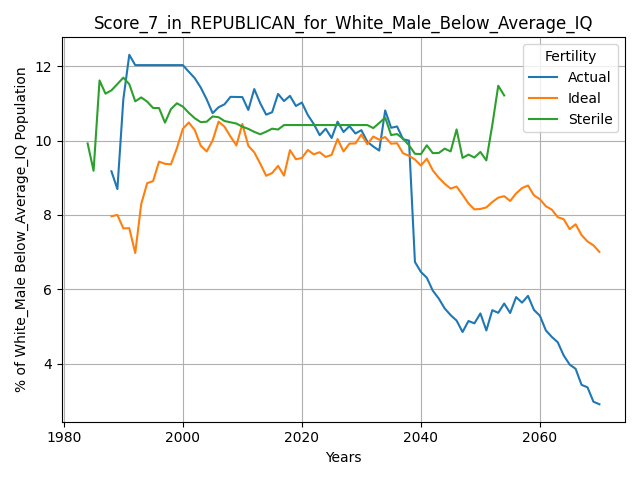 Score_7_in_REPUBLICAN_for_White_Male_Below_Average_IQ
% of White_Male Below_Average_IQ Population
12
10
8
6
4
Fertility
Actual
Ideal
Sterile
1980 2000 2020 2040 2060
Years